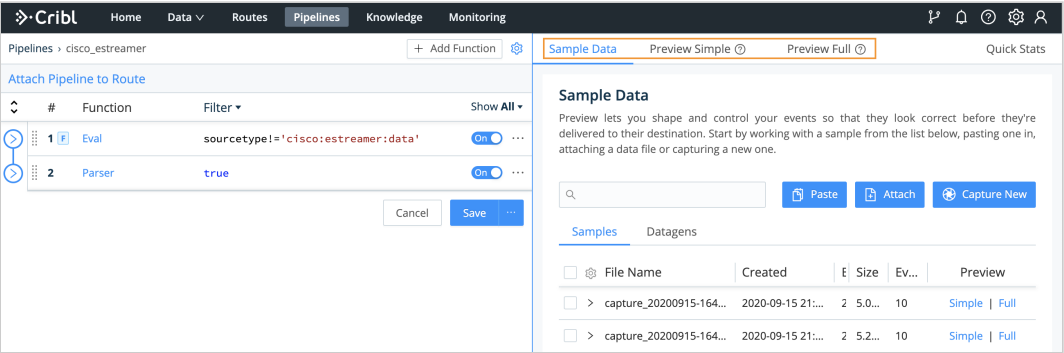 Cribl Home Data Routes Pipelines Knowledge Monitoring
Pipelines › cisco_estreamer + Add Function
Sample Data Preview Simple Preview Full Quick Stats
Attach Pipeline to Route
# Function Filter Show All
1 F Eval sourcetype!='cisco:estreamer:data' On ...
2 Parser true On ...
Cancel Save ...
Sample Data
Preview lets you shape and control your events so that they look correct before they're
delivered to their destination. Start by working with a sample from the list below, pasting one in,
attaching a data file or capturing a new one.
Paste Attach Capture New
Samples Datagens
File Name Created E Size Ev... Preview
> capture_20200915-164... 2020-09-15 21:... 2 5.0... 10 Simple | Full
> capture_20200915-164... 2020-09-15 21:... 2 5.2... 10 Simple | Full